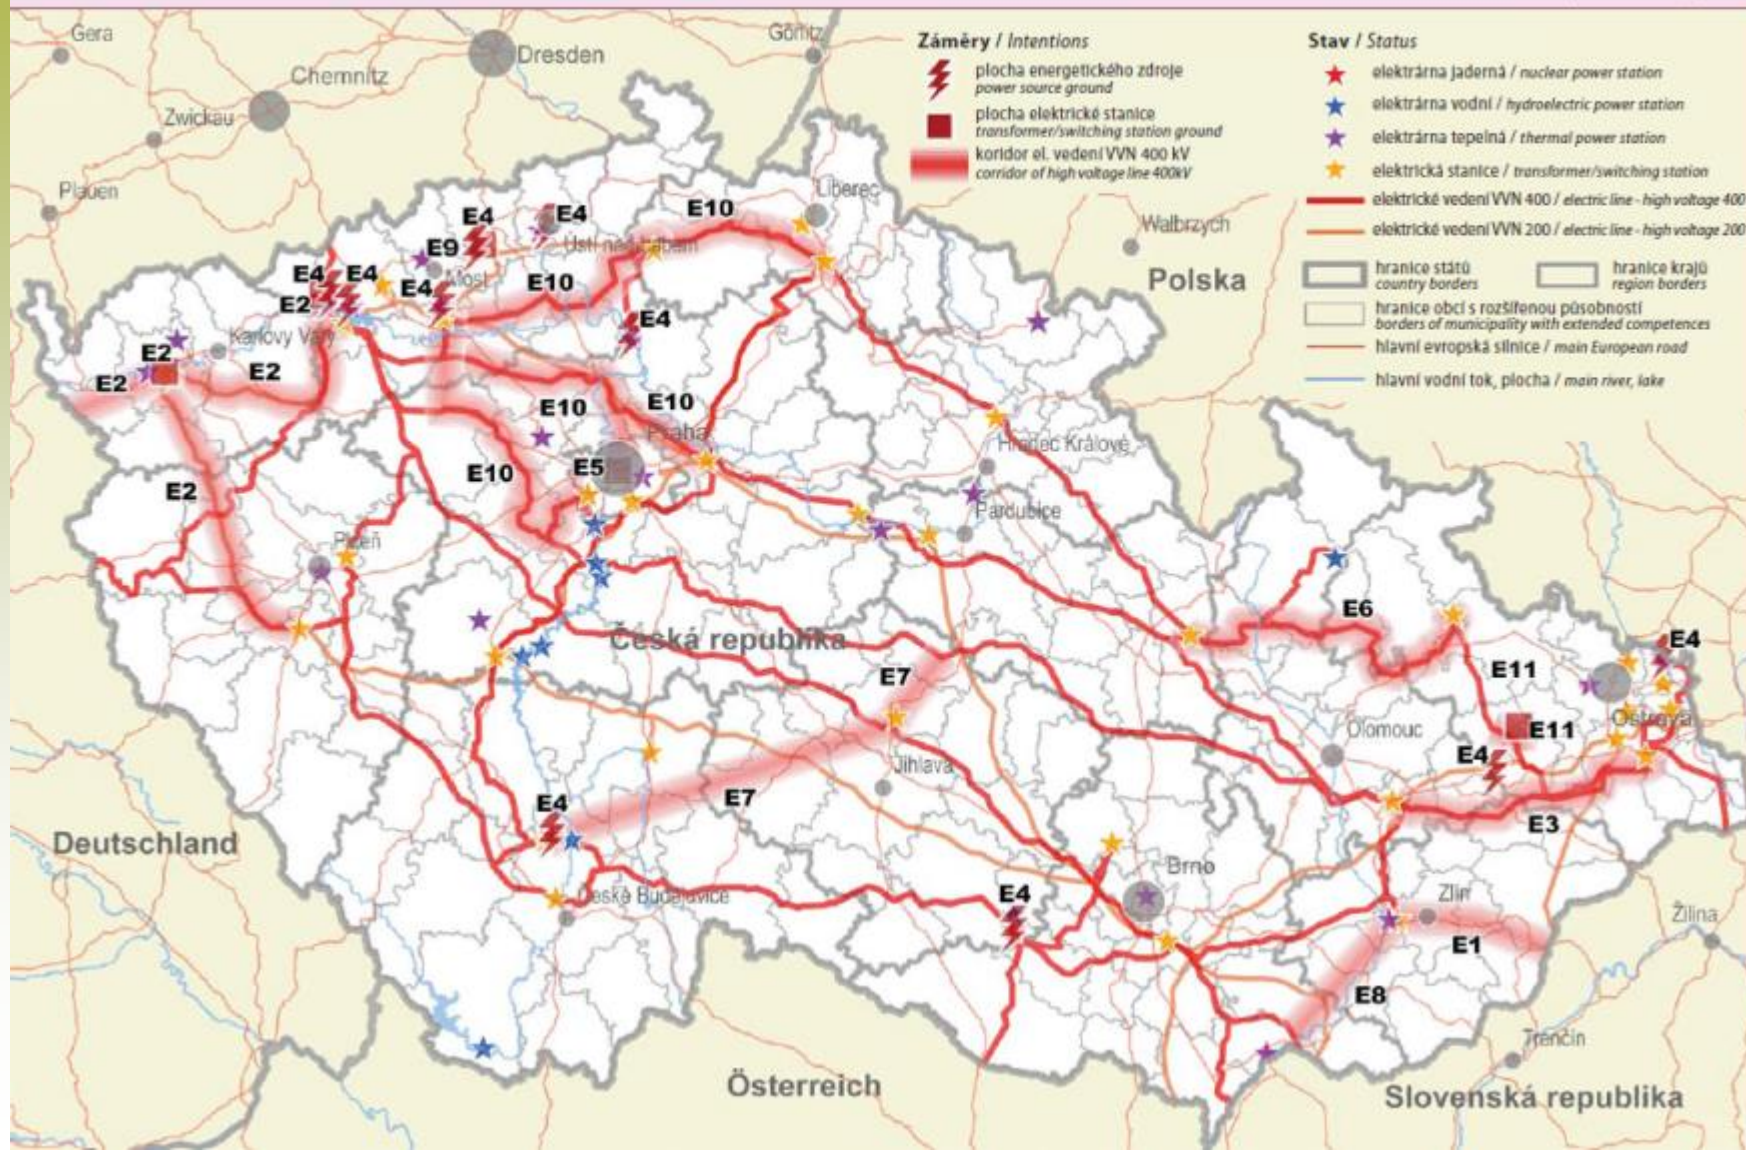 Gera
Dresden
Görlitz
Chemnitz
Zwickau
Plauen
Záměry / Intentions
plocha energetického zdroje
power source ground
plocha elektrické stanice
transformer/switching station ground
koridor el. vedení VVN 400 kV
corridor of high voltage line 400kV
Stav / Status
elektrárna jaderná / nuclear power station
elektrárna vodní / hydroelectric power station
elektrárna tepelná / thermal power station
elektrická stanice / transformer/switching station
elektrické vedení VVN 400 / electric line - high voltage 400
elektrické vedení VVN 200 / electric line - high voltage 200
hranice států
country borders
hranice krajů
region borders
hranice obcí s rozšířenou působností
borders of municipality with extended competences
hlavní evropská silnice / main European road
hlavní vodní tok, plocha / main river, lake
Liberec
Walbrzych
Polska
E4
E4
E10
E9
Ústí nad Labem
Most
E4
E4
E4
E10
E2
E4
Karlovy Vary
E2
E2
E2
E10
E10
Praha
Hradec Králové
E5
E10
E2
Pardubice
Plzeň
E6
Česká republika
E4
E7
E11
Ostrava
E11
Olomouc
E4
Jihlava
E7
E4
E3
Deutschland
Brno
České Budějovice
E4
Zlín
Žilina
E1
E8
Trenčín
Österreich
Slovenská republika